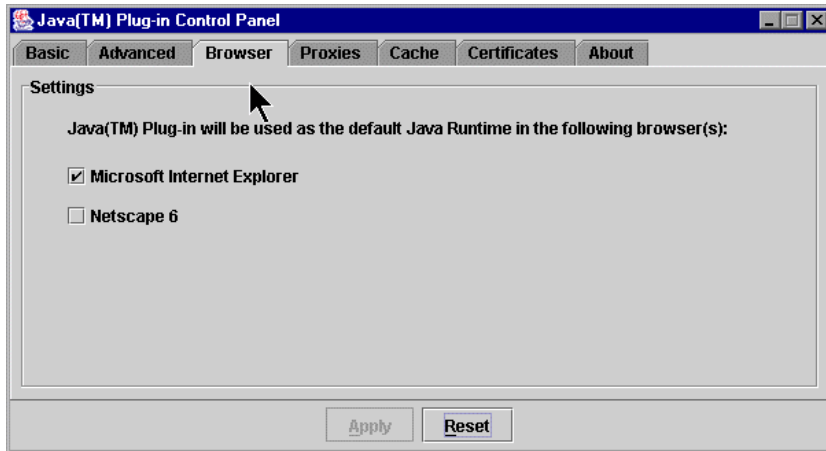 Java(TM) Plug-in Control Panel
Basic Advanced Browser Proxies Cache Certificates About
Settings
Java(TM) Plug-in will be used as the default Java Runtime in the following browser(s):
Microsoft Internet Explorer
Netscape 6
Apply Reset